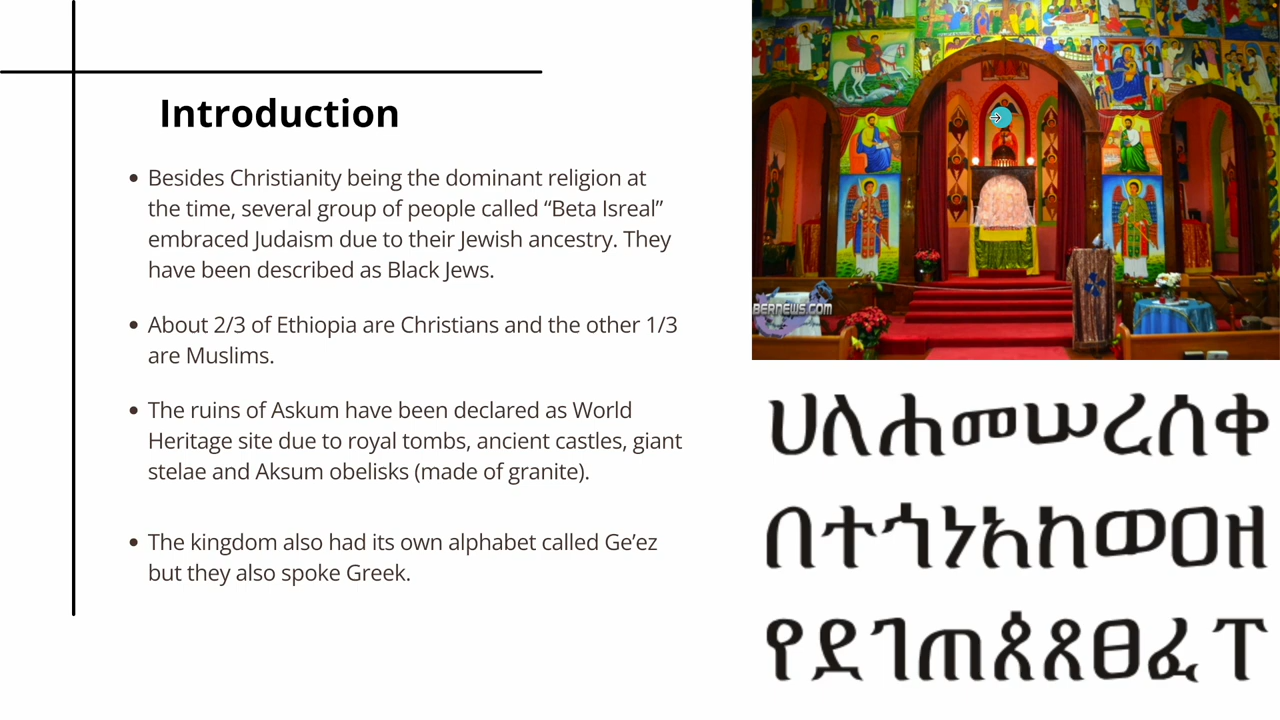 Introduction
Besides Christianity being the dominant religion at
the time, several group of people called “Beta Isreal”
embraced Judaism due to their Jewish ancestry. They
have been described as Black Jews.
About 2/3 of Ethiopia are Christians and the other 1/3
are Muslims.
The ruins of Askum have been declared as World
Heritage site due to royal tombs, ancient castles, giant
stelae and Aksum obelisks (made of granite).
The kingdom also had its own alphabet called Ge’ez
but they also spoke Greek.
BERNEWS.COM
ሀለሐመሠረሰቀ
በተኀነአከወዐዘ
የደገጠጰጸፀፈፐ